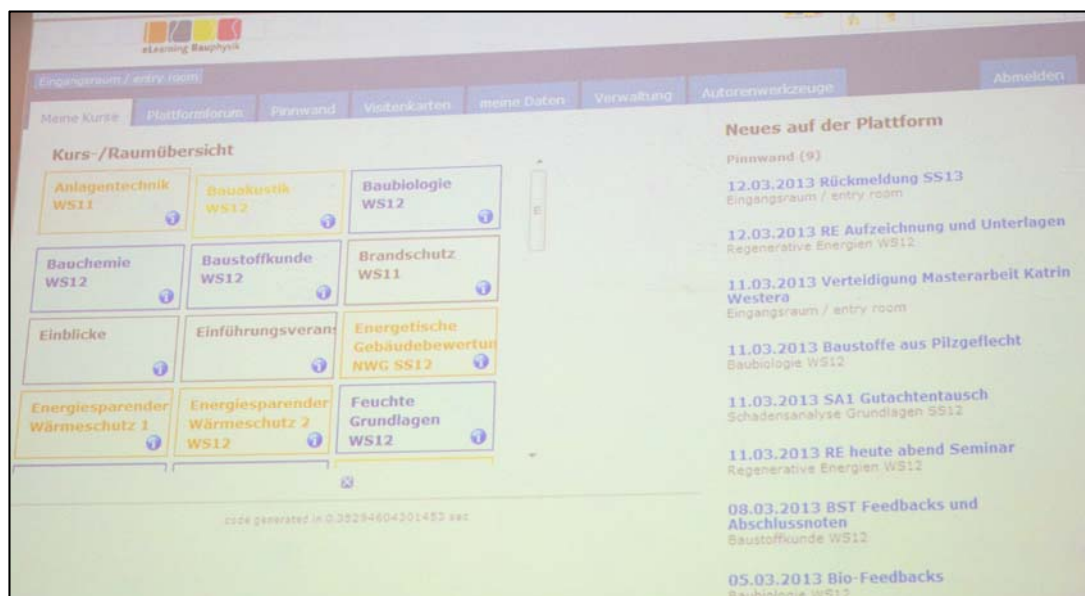 eLearning Bauphysik
Eingangsraum / entry room
Meine Kurse
Plattformforum
Pinnwand
Visitenkarten
meine Daten
Verwaltung
Autorenwerkzeuge
Abmelden
Kurs-/Raumübersicht
Anlagentechnik
WS11
Bauakustik
WS12
Baubiologie
WS12
Bauchemie
WS12
Baustoffkunde
WS12
Brandschutz
WS11
Einblicke
Einführungsverans
Energetische
Gebäudebewertun
NWG SS12
Energiesparender
Wärmeschutz 1
Energiesparender
Wärmeschutz 2
WS12
Feuchte
Grundlagen
WS12
code generated in 0.38294604301453 sec
Neues auf der Plattform
Pinnwand (9)
12.03.2013 Rückmeldung SS13
Eingangsraum / entry room
12.03.2013 RE Aufzeichnung und Unterlagen
Regenerative Energien WS12
11.03.2013 Verteidigung Masterarbeit Katrin
Westera
Eingangsraum / entry room
11.03.2013 Baustoffe aus Pilzgeflecht
Baubiologie WS12
11.03.2013 SA1 Gutachtentausch
Schadensanalyse Grundlagen SS12
11.03.2013 RE heute abend Seminar
Regenerative Energien WS12
08.03.2013 BST Feedbacks und
Abschlussnoten
Baustoffkunde WS12
05.03.2013 Bio-Feedbacks
Baubiologie WS12